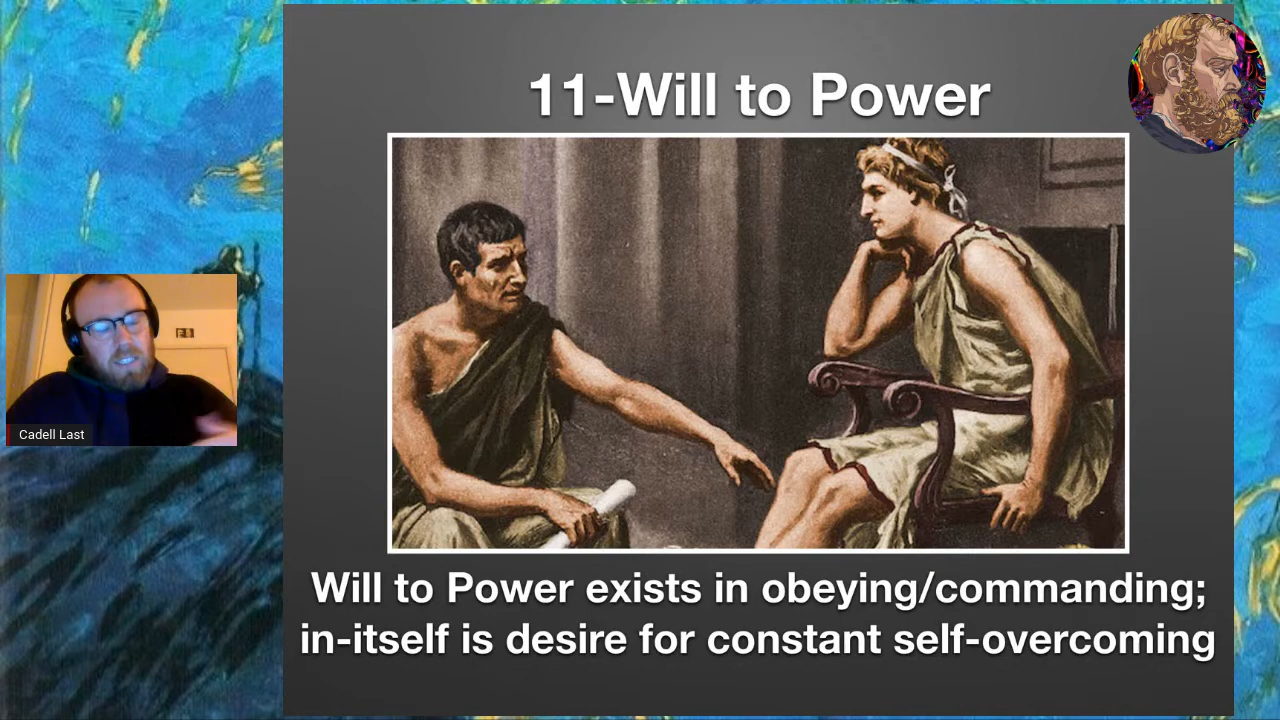 11-Will to Power
Cadell Last
Will to Power exists in obeying/commanding;
in-itself is desire for constant self-overcoming